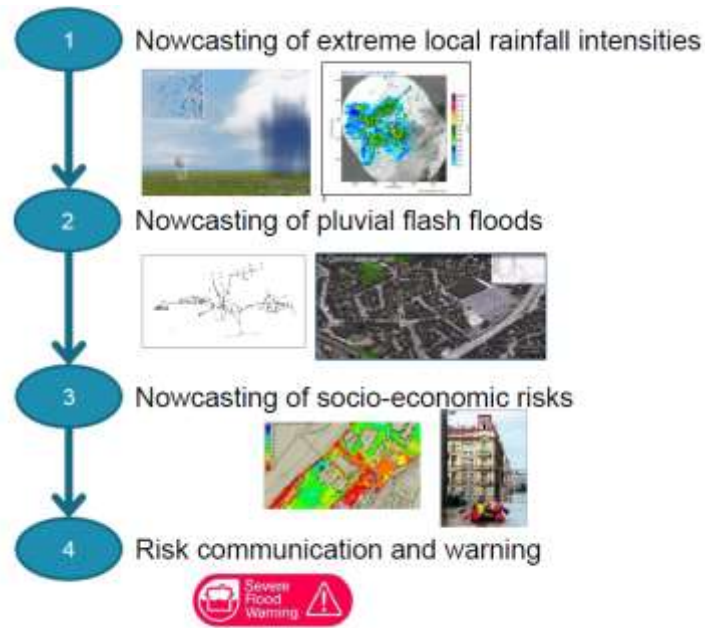 1
Nowcasting of extreme local rainfall intensities
2
Nowcasting of pluvial flash floods
3
Nowcasting of socio-economic risks
4
Risk communication and warning
Severe
Flood
Warning